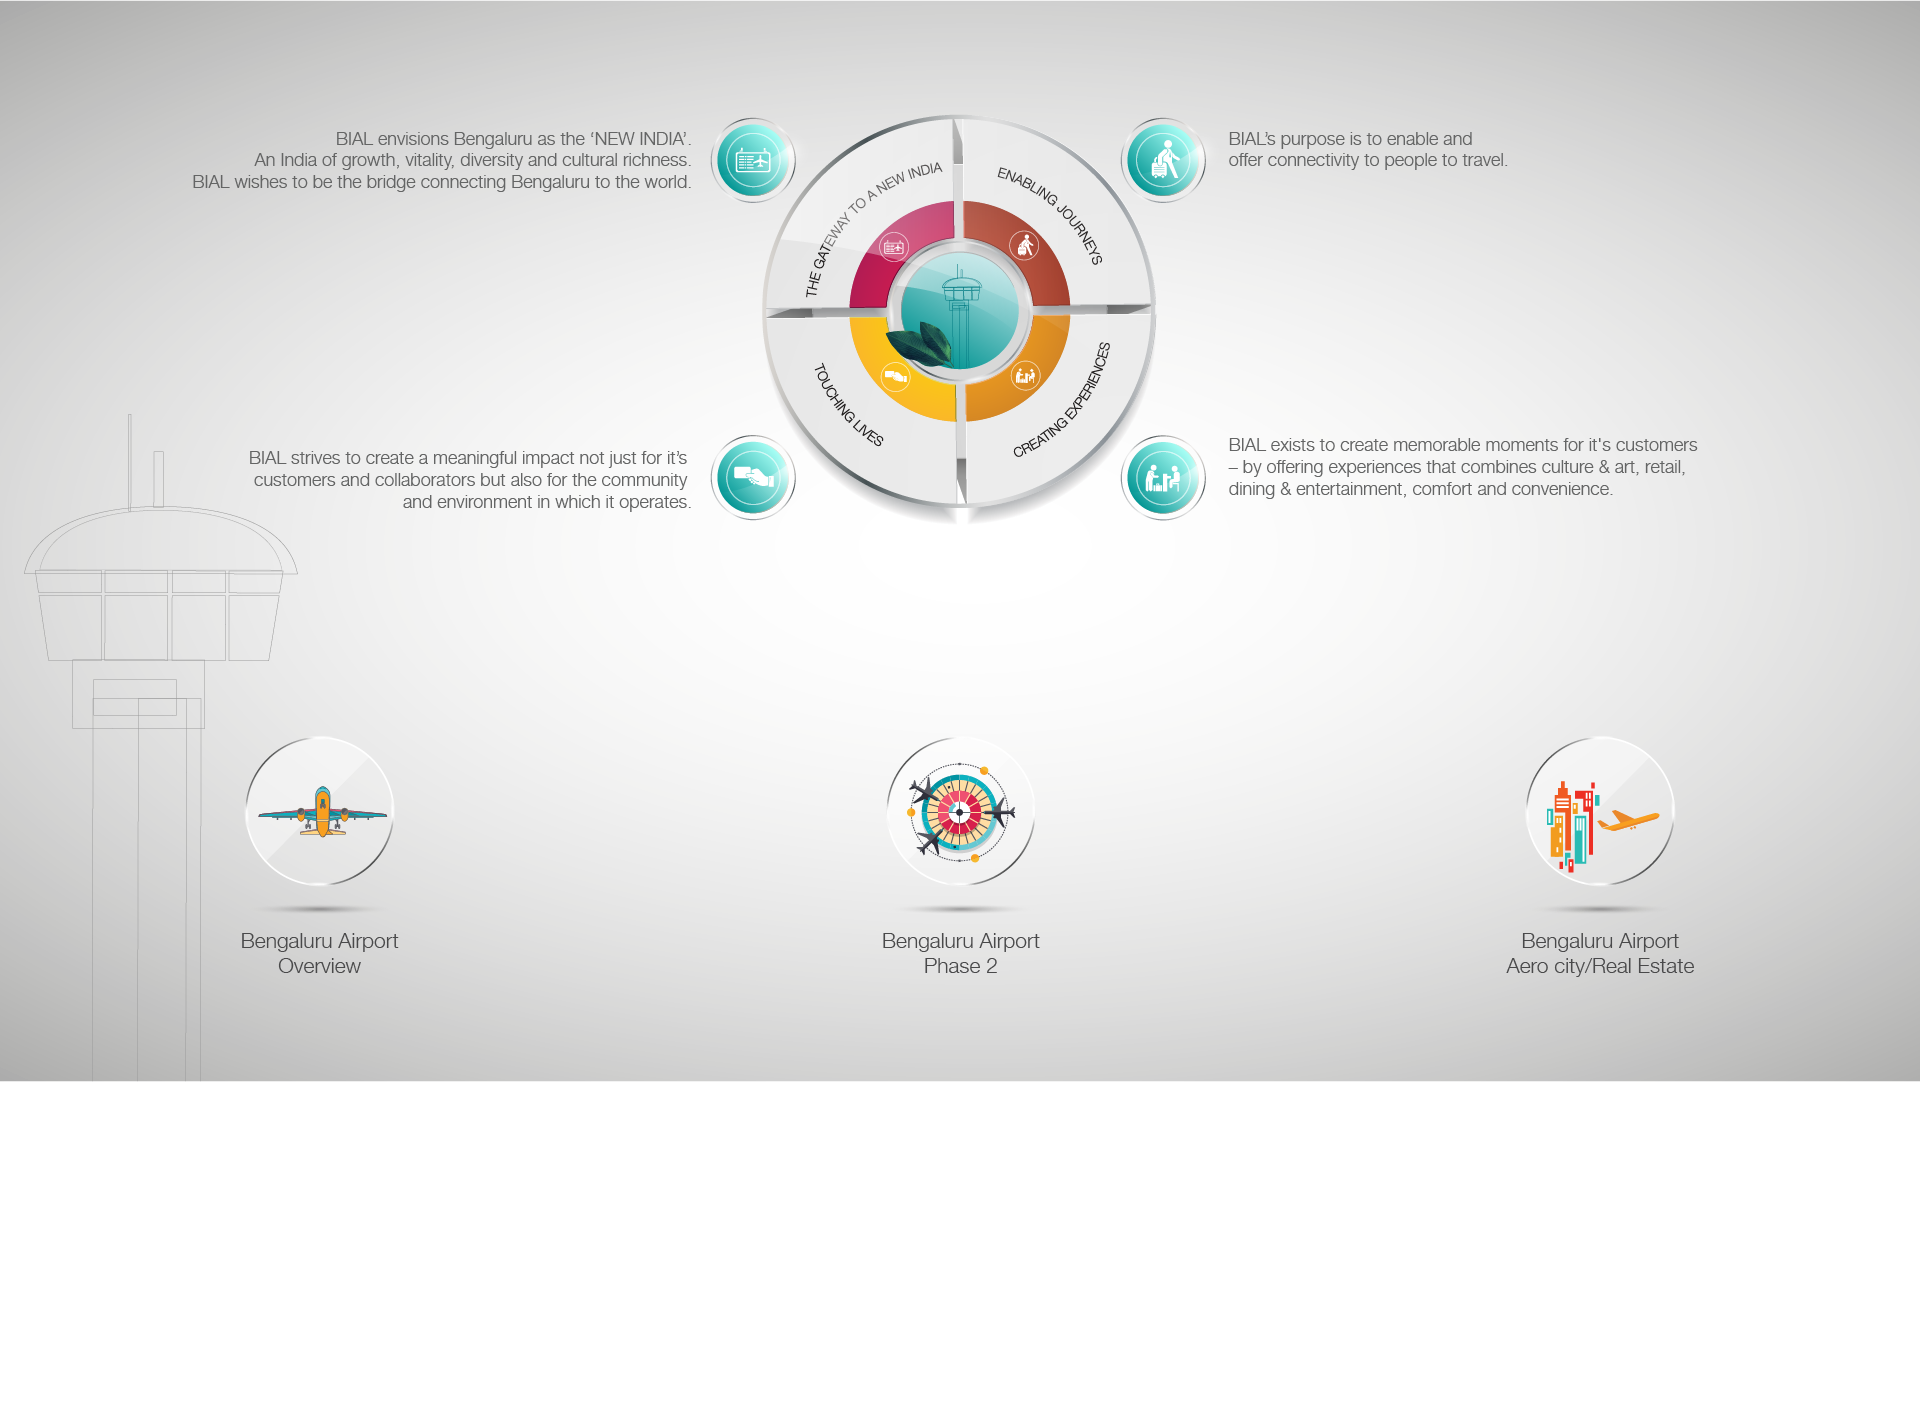 BIAL envisions Bengaluru as the ‘NEW INDIA’.
An India of growth, vitality, diversity and cultural richness.
BIAL wishes to be the bridge connecting Bengaluru to the world.
THE GATEWAY TO A NEW INDIA
ENABLING JOURNEYS
BIAL’s purpose is to enable and
offer connectivity to people to travel.
BIAL strives to create a meaningful impact not just for it’s
customers and collaborators but also for the community
and environment in which it operates.
TOUCHING LIVES
CREATING EXPERIENCES
BIAL exists to create memorable moments for it's customers
– by offering experiences that combines culture & art, retail,
dining & entertainment, comfort and convenience.
Bengaluru Airport
Overview
Bengaluru Airport
Phase 2
Bengaluru Airport
Aero city/Real Estate